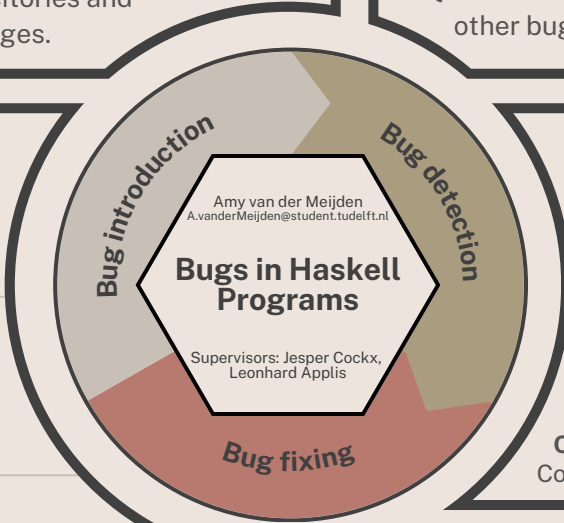 ges.
other bug
Bug introduction
Bug detection
Amy van der Meijden
A.vanderMeijden@student.tudelft.nl
Bugs in Haskell
Programs
Supervisors: Jesper Cockx,
Leonhard Applis
Bug fixing
Co